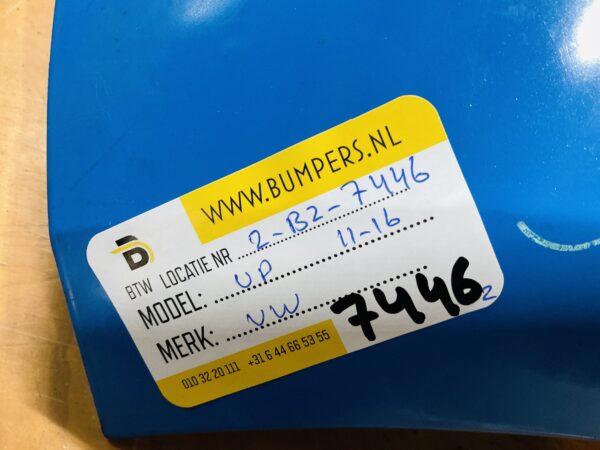 WWW.BUMPERS.NL
BTW LOCATIE NR 2-B2-7446
MODEL: UP 11-16
MERK: VW
7446 2
010 32 20 111 +31 6 44 66 53 55